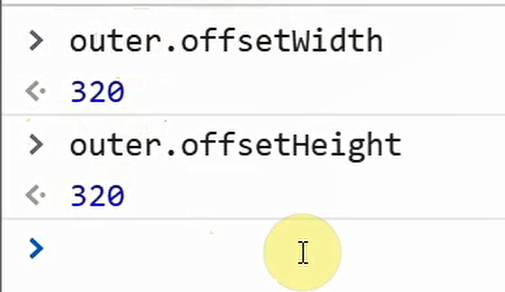 > outer.offsetWidth
<· 320
> outer.offsetHeight
<· 320
>